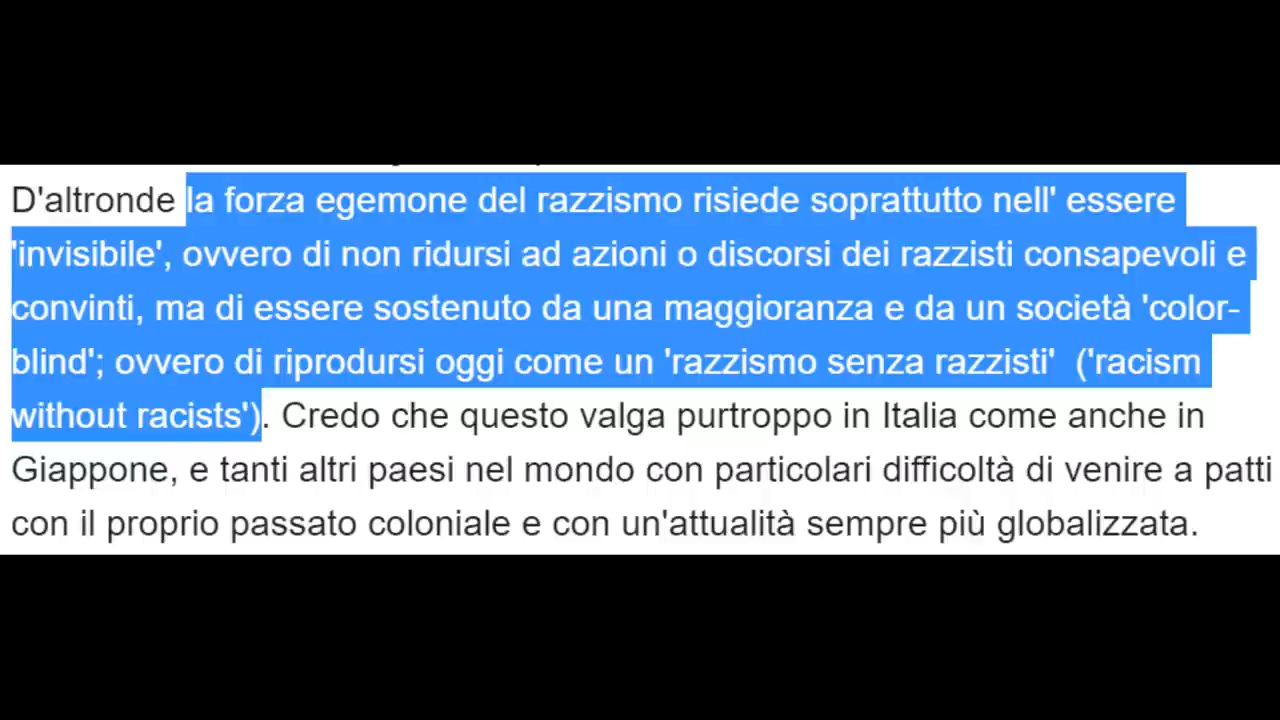 D'altronde la forza egemone del razzismo risiede soprattutto nell' essere
'invisibile', ovvero di non ridursi ad azioni o discorsi dei razzisti consapevoli e
convinti, ma di essere sostenuto da una maggioranza e da un società 'color-
blind'; ovvero di riprodursi oggi come un 'razzismo senza razzisti'  ('racism
without racists'). Credo che questo valga purtroppo in Italia come anche in
Giappone, e tanti altri paesi nel mondo con particolari difficoltà di venire a patti
con il proprio passato coloniale e con un'attualità sempre più globalizzata.